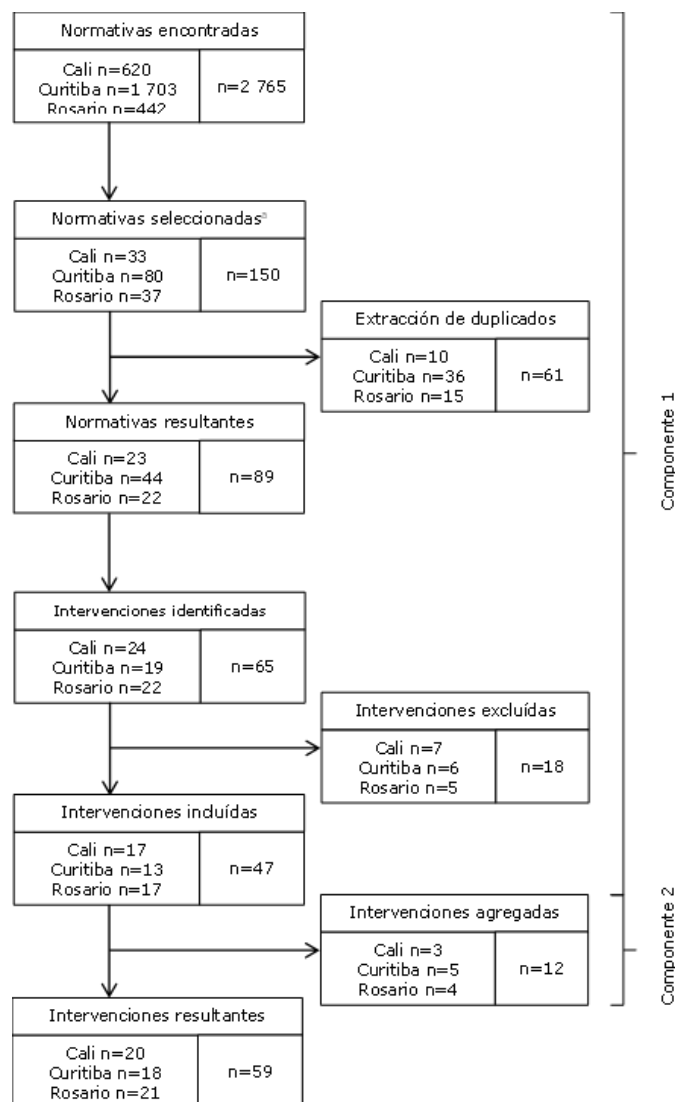 Normativas encontradas
Cali n=620
Curitiba n=1 703
Rosario n=442
n=2 765
Normativas seleccionadasª
Cali n=33
Curitiba n=80
Rosario n=37
n=150
Extracción de duplicados
Cali n=10
Curitiba n=36
Rosario n=15
n=61
Normativas resultantes
Cali n=23
Curitiba n=44
Rosario n=22
n=89
Componente 1
Intervenciones identificadas
Cali n=24
Curitiba n=19
Rosario n=22
n=65
Intervenciones excluídas
Cali n=7
Curitiba n=6
Rosario n=5
n=18
Intervenciones incluídas
Cali n=17
Curitiba n=13
Rosario n=17
n=47
Intervenciones agregadas
Cali n=3
Curitiba n=5
Rosario n=4
n=12
Componente 2
Intervenciones resultantes
Cali n=20
Curitiba n=18
Rosario n=21
n=59